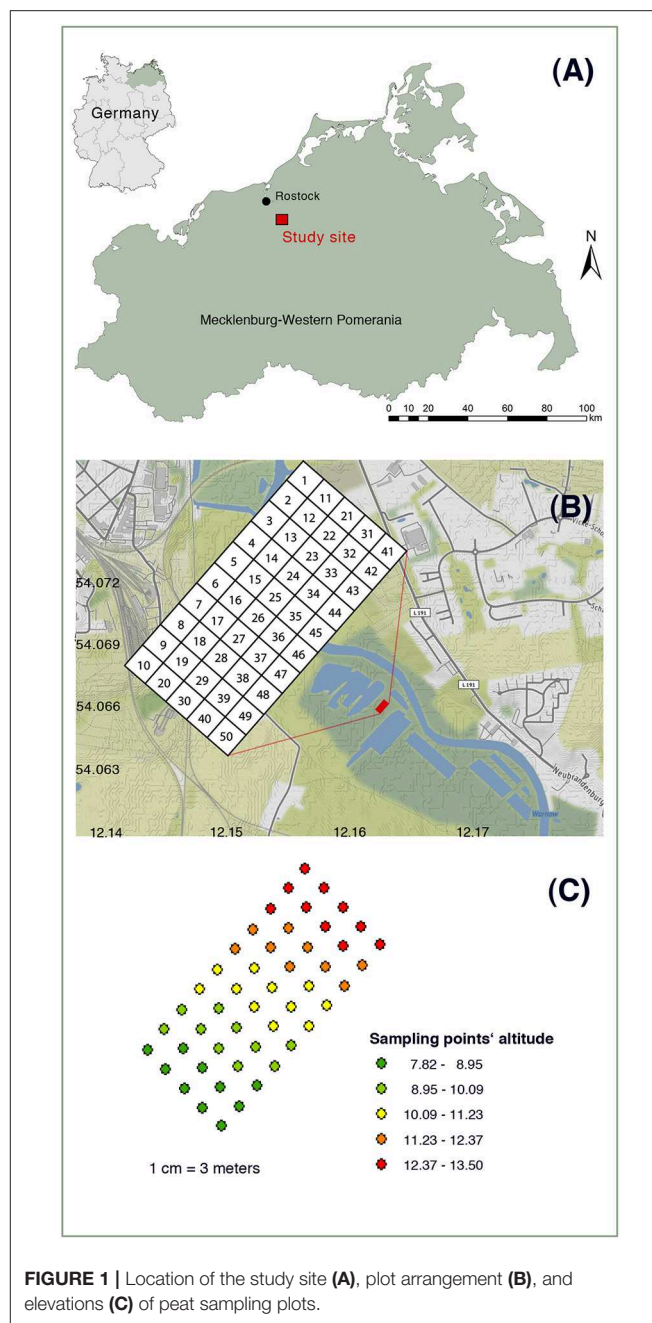 (A)
Germany
Rostock
Study site
N
Mecklenburg-Western Pomerania
0 10 20 40 60 80 100
km
(B)
1
2 11
3 12 21
4 13 22 31
5 14 23 32 41
6 15 24 33 42
7 16 25 34 43
8 17 26 35 44
9 18 27 36 45
10 19 28 37 46
20 29 38 47
30 39 48
40 49
50
L 191
L 191
Neubrandenburg
Warnow
54.072
54.069
54.066
54.063
12.14 12.15 12.16 12.17
(C)
Sampling points' altitude
7.82 - 8.95
8.95 - 10.09
10.09 - 11.23
11.23 - 12.37
12.37 - 13.50
1 cm = 3 meters
FIGURE 1 | Location of the study site (A), plot arrangement (B), and
elevations (C) of peat sampling plots.